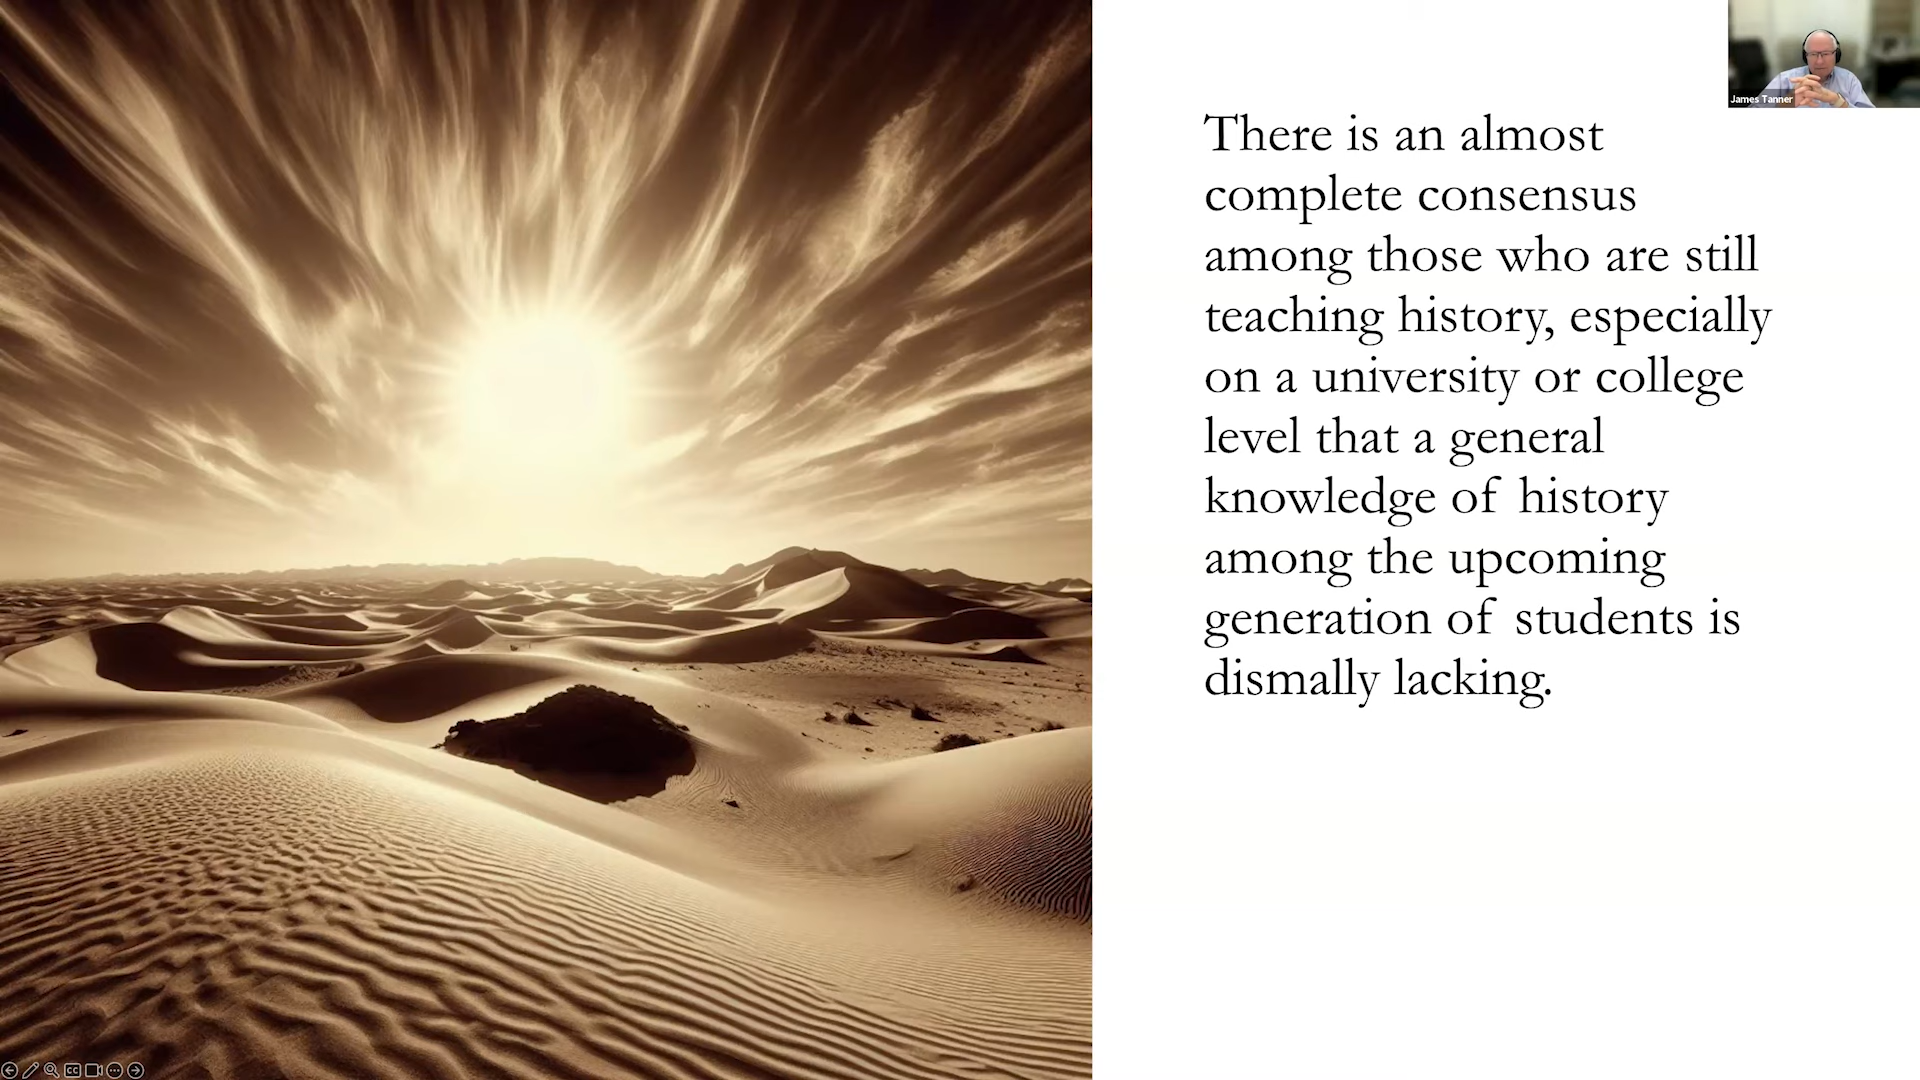 James Tanner
There is an almost
complete consensus
among those who are still
teaching history, especially
on a university or college
level that a general
knowledge of history
among the upcoming
generation of students is
dismally lacking.
CC